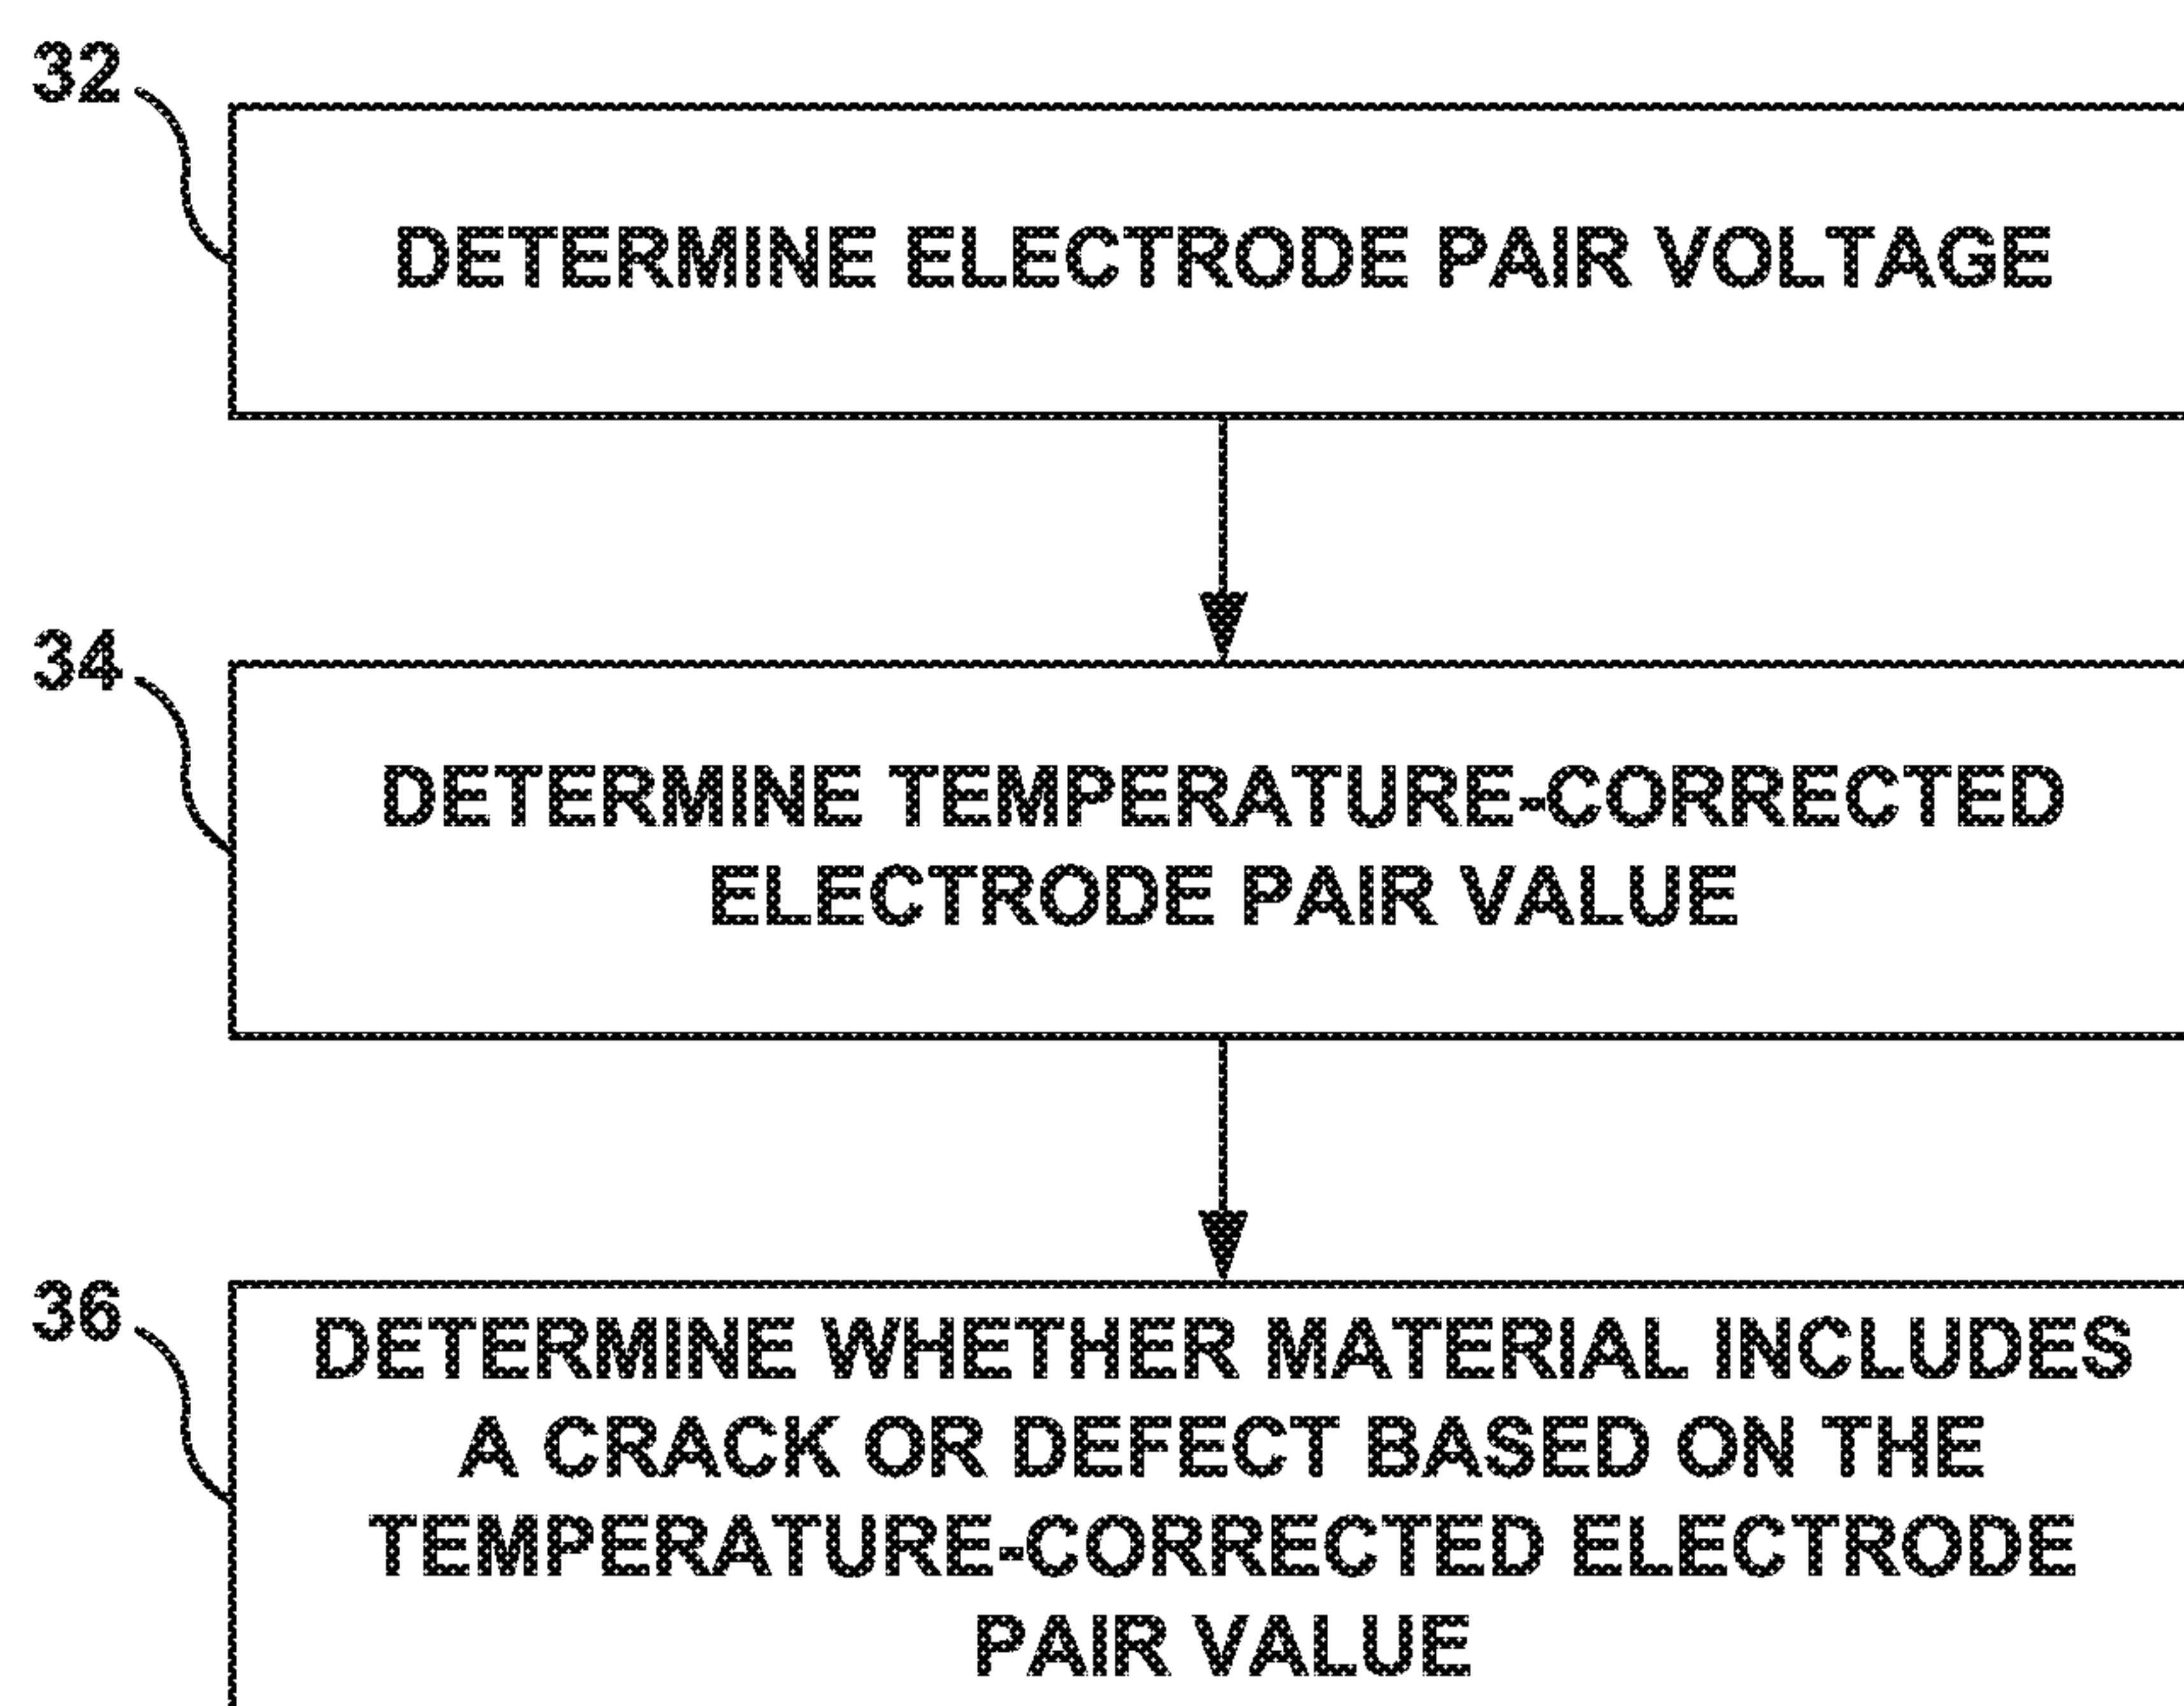 32
DETERMINE ELECTRODE PAIR VOLTAGE
34
DETERMINE TEMPERATURE-CORRECTED
ELECTRODE PAIR VALUE
36
DETERMINE WHETHER MATERIAL INCLUDES
A CRACK OR DEFECT BASED ON THE
TEMPERATURE-CORRECTED ELECTRODE
PAIR VALUE